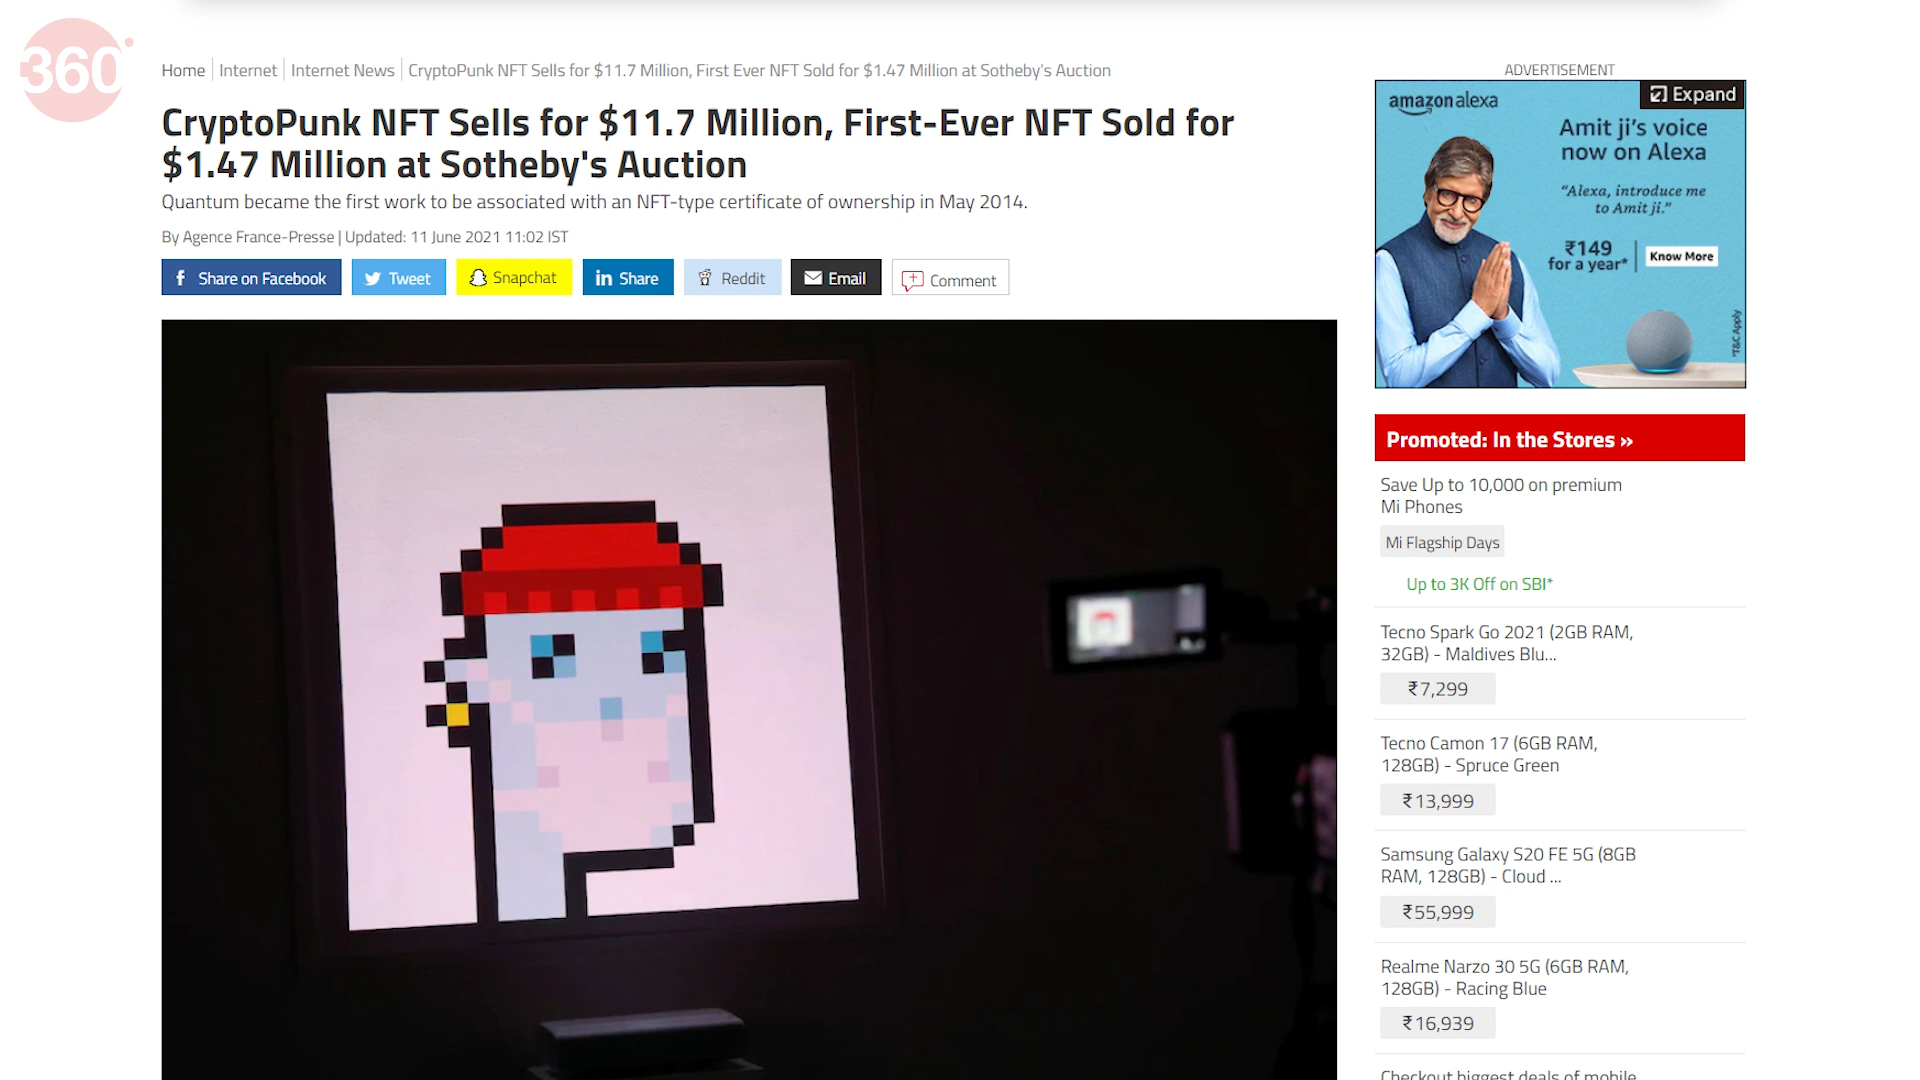 360°
Home | Internet | Internet News | CryptoPunk NFT Sells for $11.7 Million, First Ever NFT Sold for $1.47 Million at Sotheby's Auction
CryptoPunk NFT Sells for $11.7 Million, First-Ever NFT Sold for
$1.47 Million at Sotheby's Auction
Quantum became the first work to be associated with an NFT-type certificate of ownership in May 2014.
By Agence France-Presse | Updated: 11 June 2021 11:02 IST
Share on Facebook
Tweet
Snapchat
in Share
Reddit
Email
Comment
ADVERTISEMENT
amazon alexa
Expand
Amit ji's voice
now on Alexa
“Alexa, introduce me
to Amit ji.”
₹149
for a year*
Know More
*T&C Apply
Promoted: In the Stores »
Save Up to 10,000 on premium
Mi Phones
Mi Flagship Days
Up to 3K Off on SBI*
Tecno Spark Go 2021 (2GB RAM,
32GB) - Maldives Blu...
₹7,299
Tecno Camon 17 (6GB RAM,
128GB) - Spruce Green
₹13,999
Samsung Galaxy S20 FE 5G (8GB
RAM, 128GB) - Cloud ...
₹55,999
Realme Narzo 30 5G (6GB RAM,
128GB) - Racing Blue
₹16,939
Checkout biggest deals of mobile